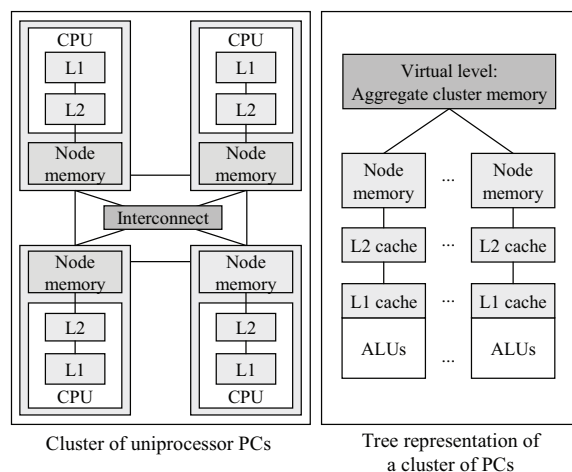 CPU
L1
L2
Node
memory
CPU
L1
L2
Node
memory
Interconnect
Node
memory
L2
L1
CPU
Node
memory
L2
L1
CPU
Cluster of uniprocessor PCs
Virtual level:
Aggregate cluster memory
Node
memory
...
Node
memory
L2 cache
...
L2 cache
L1 cache
...
L1 cache
ALUs
...
ALUs
Tree representation of
a cluster of PCs